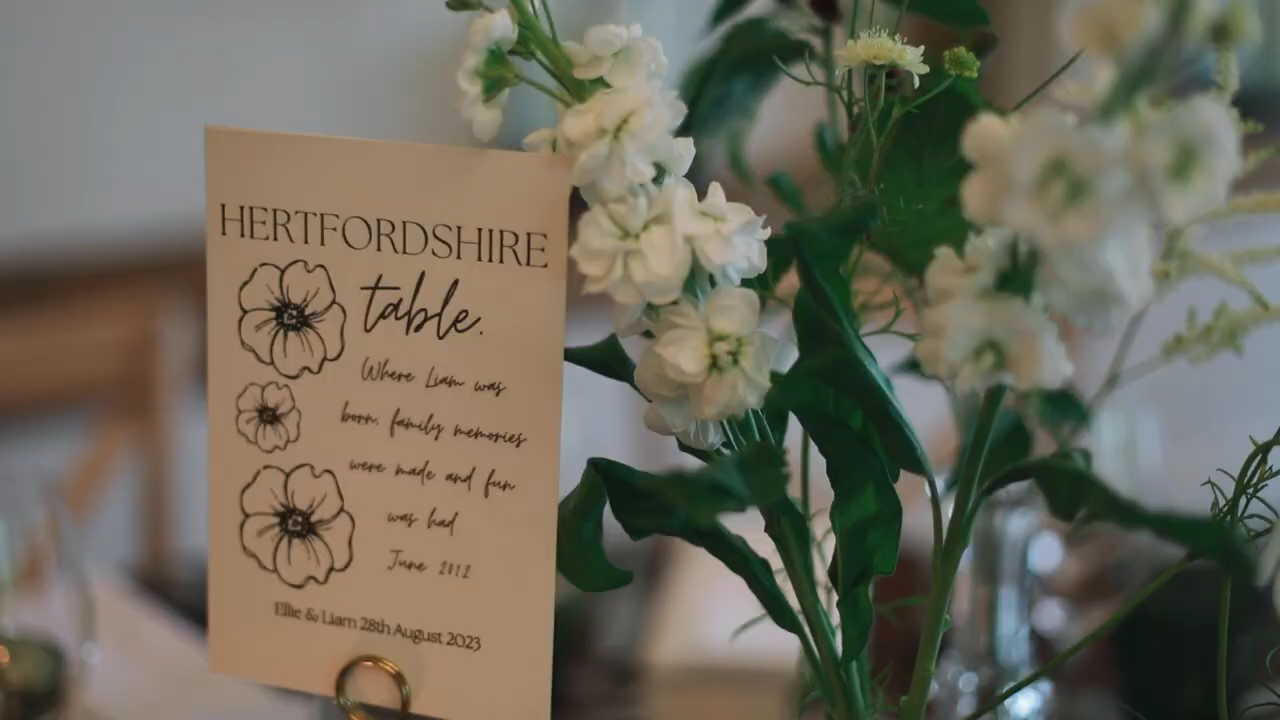 HERTFORDSHIRE
table.
Where Liam was
born, family memories
were made and fun
was had
June 2012
Ellie & Liam 28th August 2023